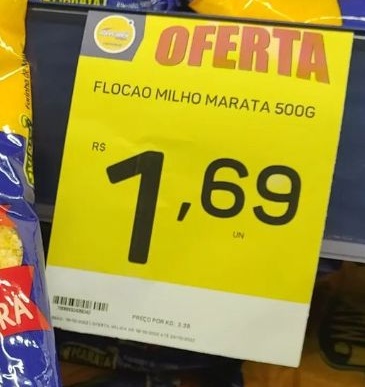 OFERTA
FLOCAO MILHO MARATA 500G
R$
1,69
UN
PREÇO POR KG: 3.38